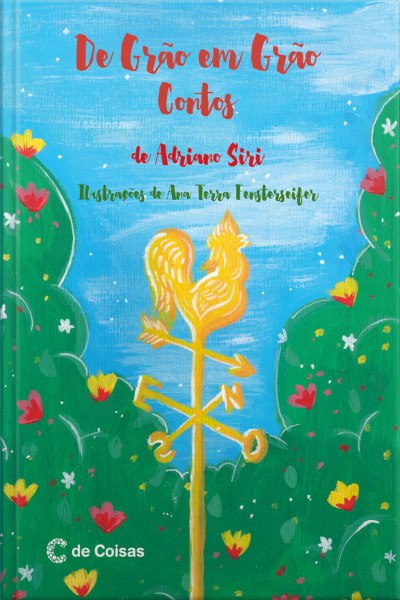 De Grão em Grão
Contos
de Adriano Siri
Ilustrações de Ana Terra Fensterseifer
E
N
S
O
C de Coisas